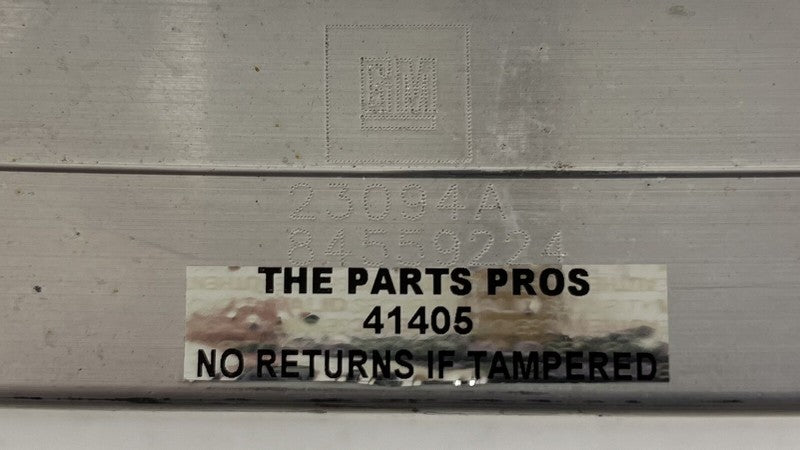 GM
23094A
84559224
THE PARTS PROS
41405
NO RETURNS IF TAMPERED